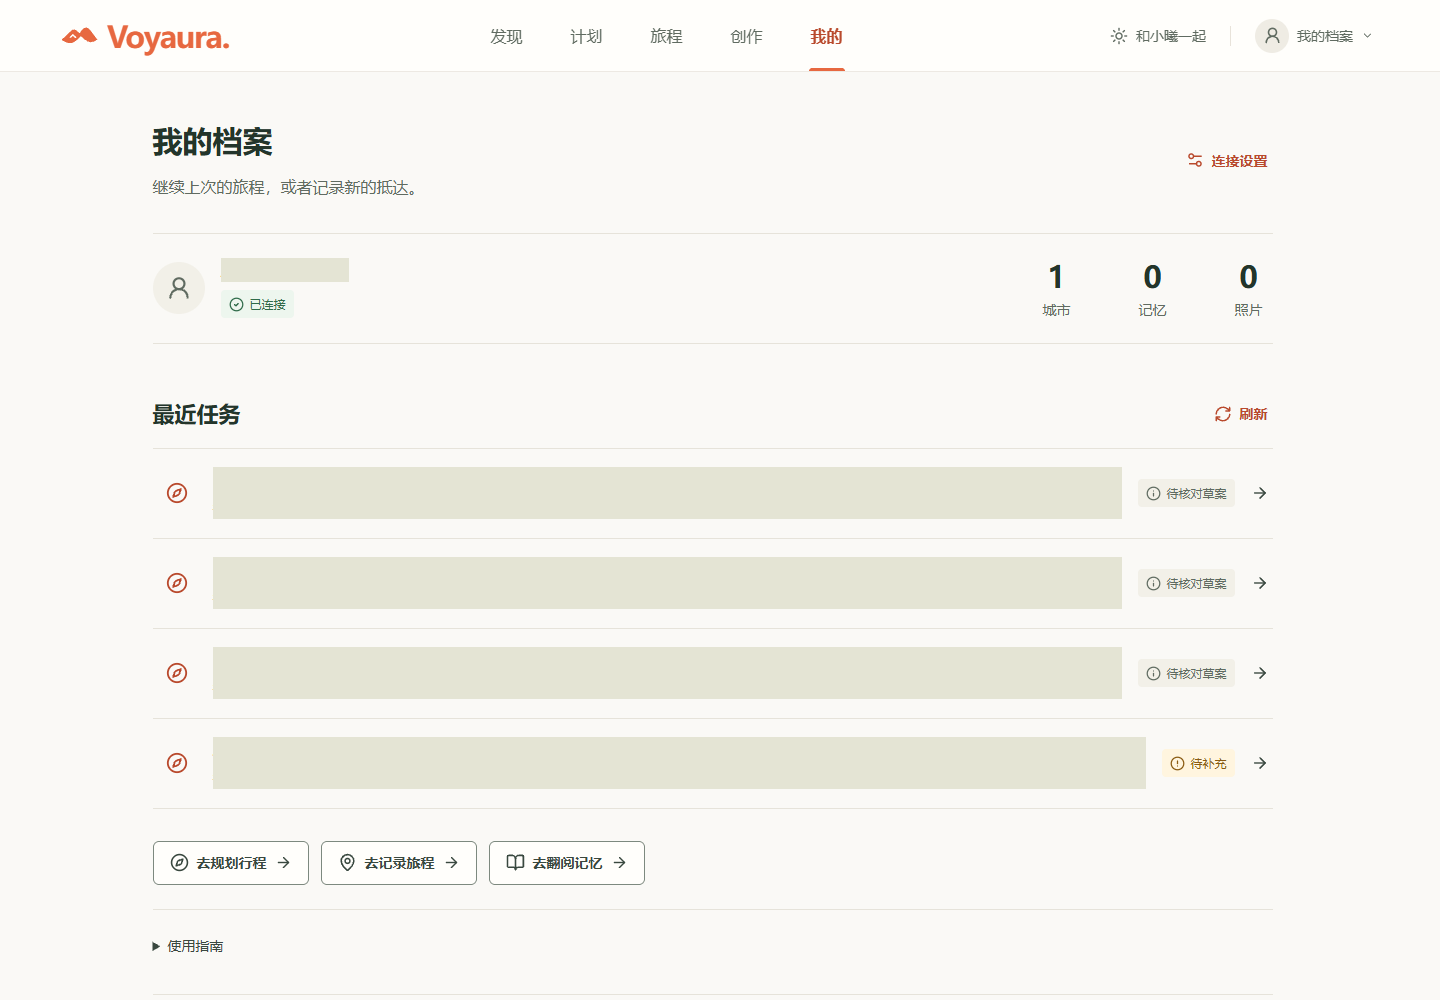 Voyaura.
发现
计划
旅程
创作
我的
和小曦一起
我的档案
我的档案
继续上次的旅程，或者记录新的抵达。
连接设置
已连接
1
城市
0
记忆
0
照片
最近任务
刷新
待核对草案
待核对草案
待核对草案
待补充
去规划行程
去记录旅程
去翻阅记忆
使用指南